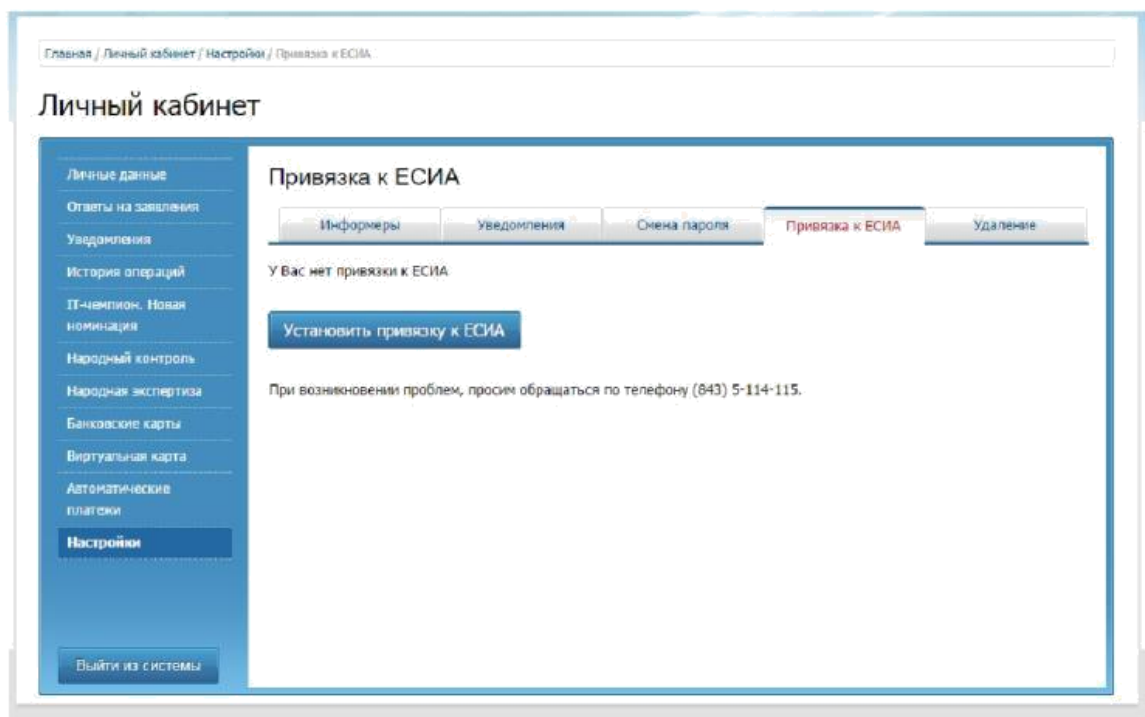 Главная / Личный кабинет / Настройки / Привязка к ЕСИА
Личный кабинет
Личные данные
Ответы на заявления
Уведомления
История операций
IT-чемпион. Новая
номинация
Народный контроль
Народная экспертиза
Банковские карты
Виртуальная карта
Автоматические
платежи
Настройки
Выйти из системы
Привязка к ЕСИА
Информеры Уведомления Смена пароля Привязка к ЕСИА Удаление
У Вас нет привязки к ЕСИА
Установить привязку к ЕСИА
При возникновении проблем, просим обращаться по телефону (843) 5-114-115.